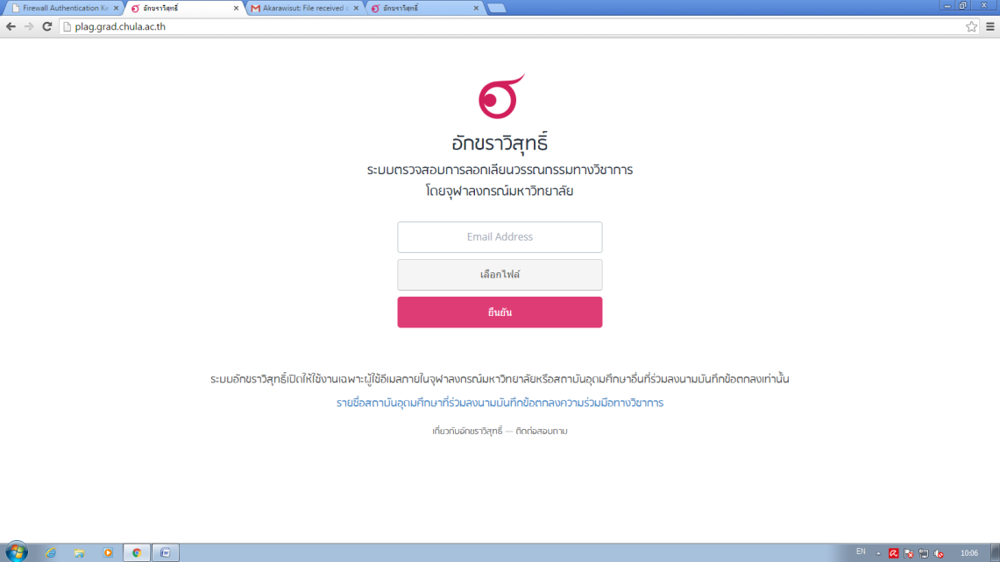 Firewall Authentication Ke
อักขราวิสุทธิ์
Akarawisut: File received
อักขราวิสุทธิ์
plag.grad.chula.ac.th
อักขราวิสุทธิ์
ระบบตรวจสอบการลอกเลียนวรรณกรรมทางวิชาการ
โดยจุฬาลงกรณ์มหาวิทยาลัย
Email Address
เลือกไฟล์
ยืนยัน
ระบบอักขราวิสุทธิ์เปิดให้ใช้งานเฉพาะผู้ใช้อีเมลภายในจุฬาลงกรณ์มหาวิทยาลัยหรือสถาบันอุดมศึกษาอื่นที่ร่วมลงนามบันทึกข้อตกลงเท่านั้น
รายชื่อสถาบันอุดมศึกษาที่ร่วมลงนามบันทึกข้อตกลงความร่วมมือทางวิชาการ
เกี่ยวกับอักขราวิสุทธิ์ — ติดต่อสอบถาม
EN
10:06